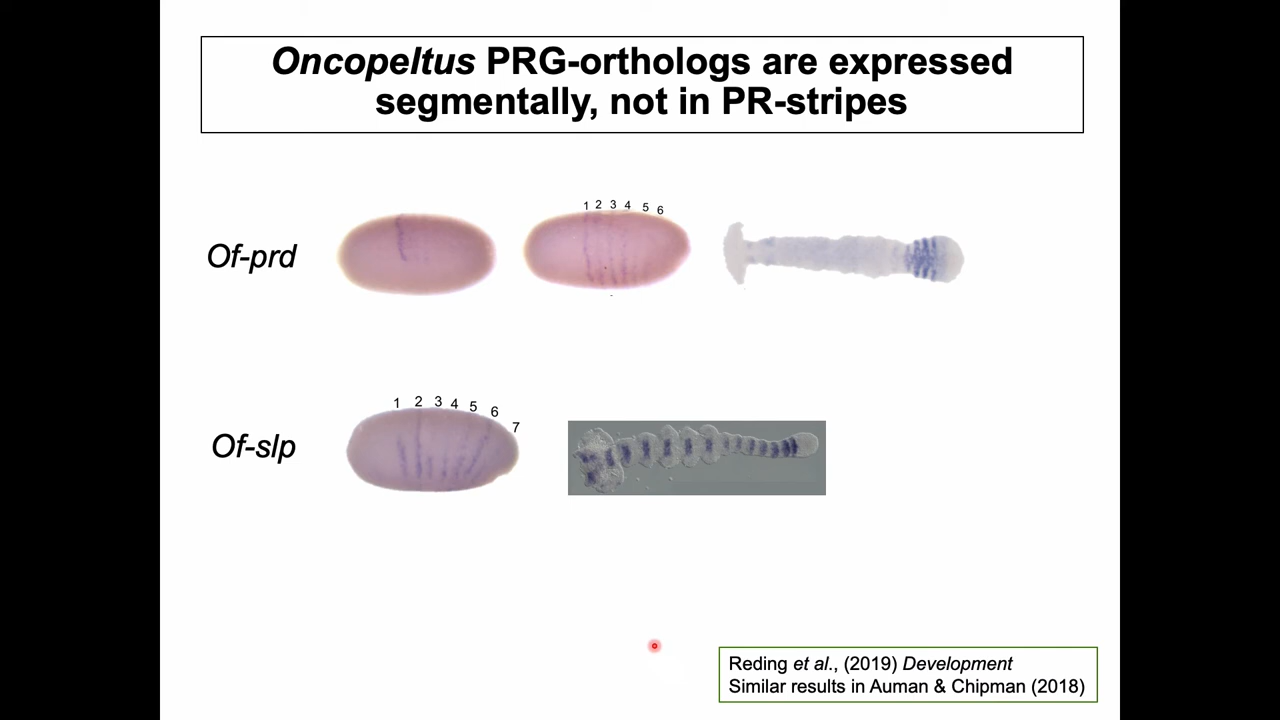 Oncopeltus PRG-orthologs are expressed
segmentally, not in PR-stripes
1 2 3 4 5 6
Of-prd
1 2 3 4 5 6 7
Of-slp
Reding et al., (2019) Development
Similar results in Auman & Chipman (2018)